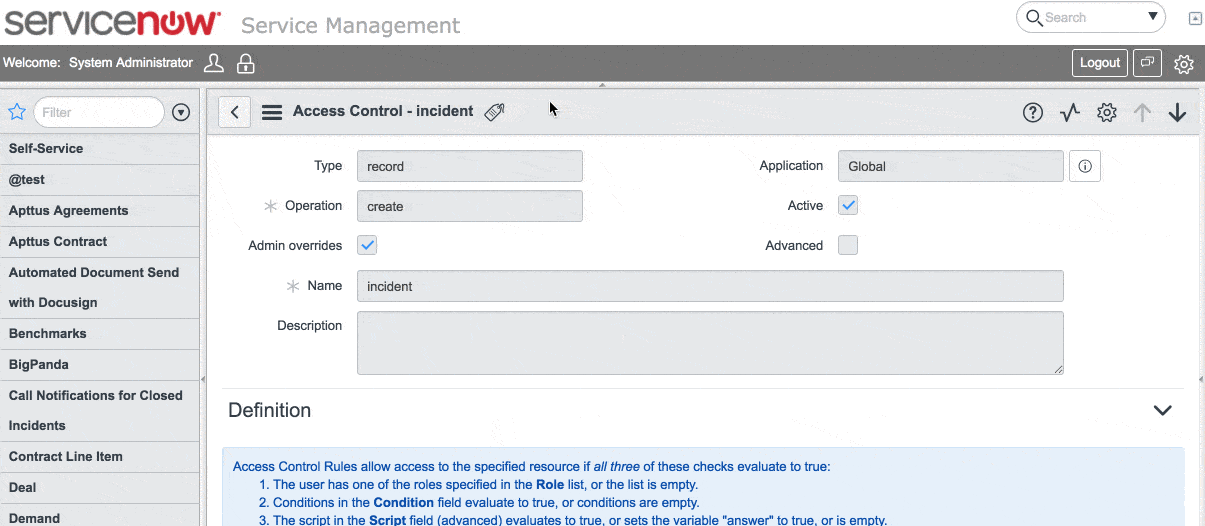 servicenow Service Management
Search
Welcome: System Administrator
Logout
Filter
Self-Service
@test
Apttus Agreements
Apttus Contract
Automated Document Send
with Docusign
Benchmarks
BigPanda
Call Notifications for Closed
Incidents
Contract Line Item
Deal
Demand
Access Control - incident
Type record
Application Global
Operation create
Active
Admin overrides
Advanced
Name incident
Description
Definition
Access Control Rules allow access to the specified resource if all three of these checks evaluate to true:
1. The user has one of the roles specified in the Role list, or the list is empty.
2. Conditions in the Condition field evaluate to true, or conditions are empty.
3. The script in the Script field (advanced) evaluates to true, or sets the variable "answer" to true, or is empty.